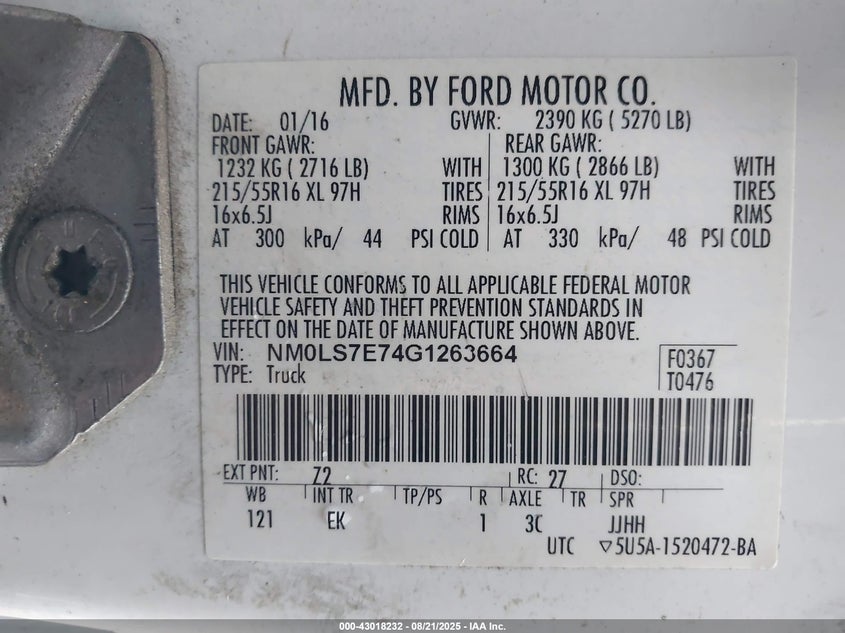 MFD. BY FORD MOTOR CO.
DATE: 01/16 GVWR: 2390 KG ( 5270 LB)
FRONT GAWR: REAR GAWR:
1232 KG ( 2716 LB) WITH 1300 KG ( 2866 LB) WITH
215/55R16 XL 97H TIRES 215/55R16 XL 97H TIRES
16x6.5J RIMS 16x6.5J RIMS
AT 300 kPa/ 44 PSI COLD AT 330 kPa/ 48 PSI COLD
THIS VEHICLE CONFORMS TO ALL APPLICABLE FEDERAL MOTOR
VEHICLE SAFETY AND THEFT PREVENTION STANDARDS IN
EFFECT ON THE DATE OF MANUFACTURE SHOWN ABOVE.
VIN: NM0LS7E74G1263664 F0367
TYPE: Truck T0476
EXT PNT: Z2 RC: 27 DSO:
WB INT TR TP/PS R AXLE TR SPR
121 EK 1 3C JJHH
UTC ▽5U5A-1520472-BA
000-43018232 - 08/21/2025 - IAA Inc.